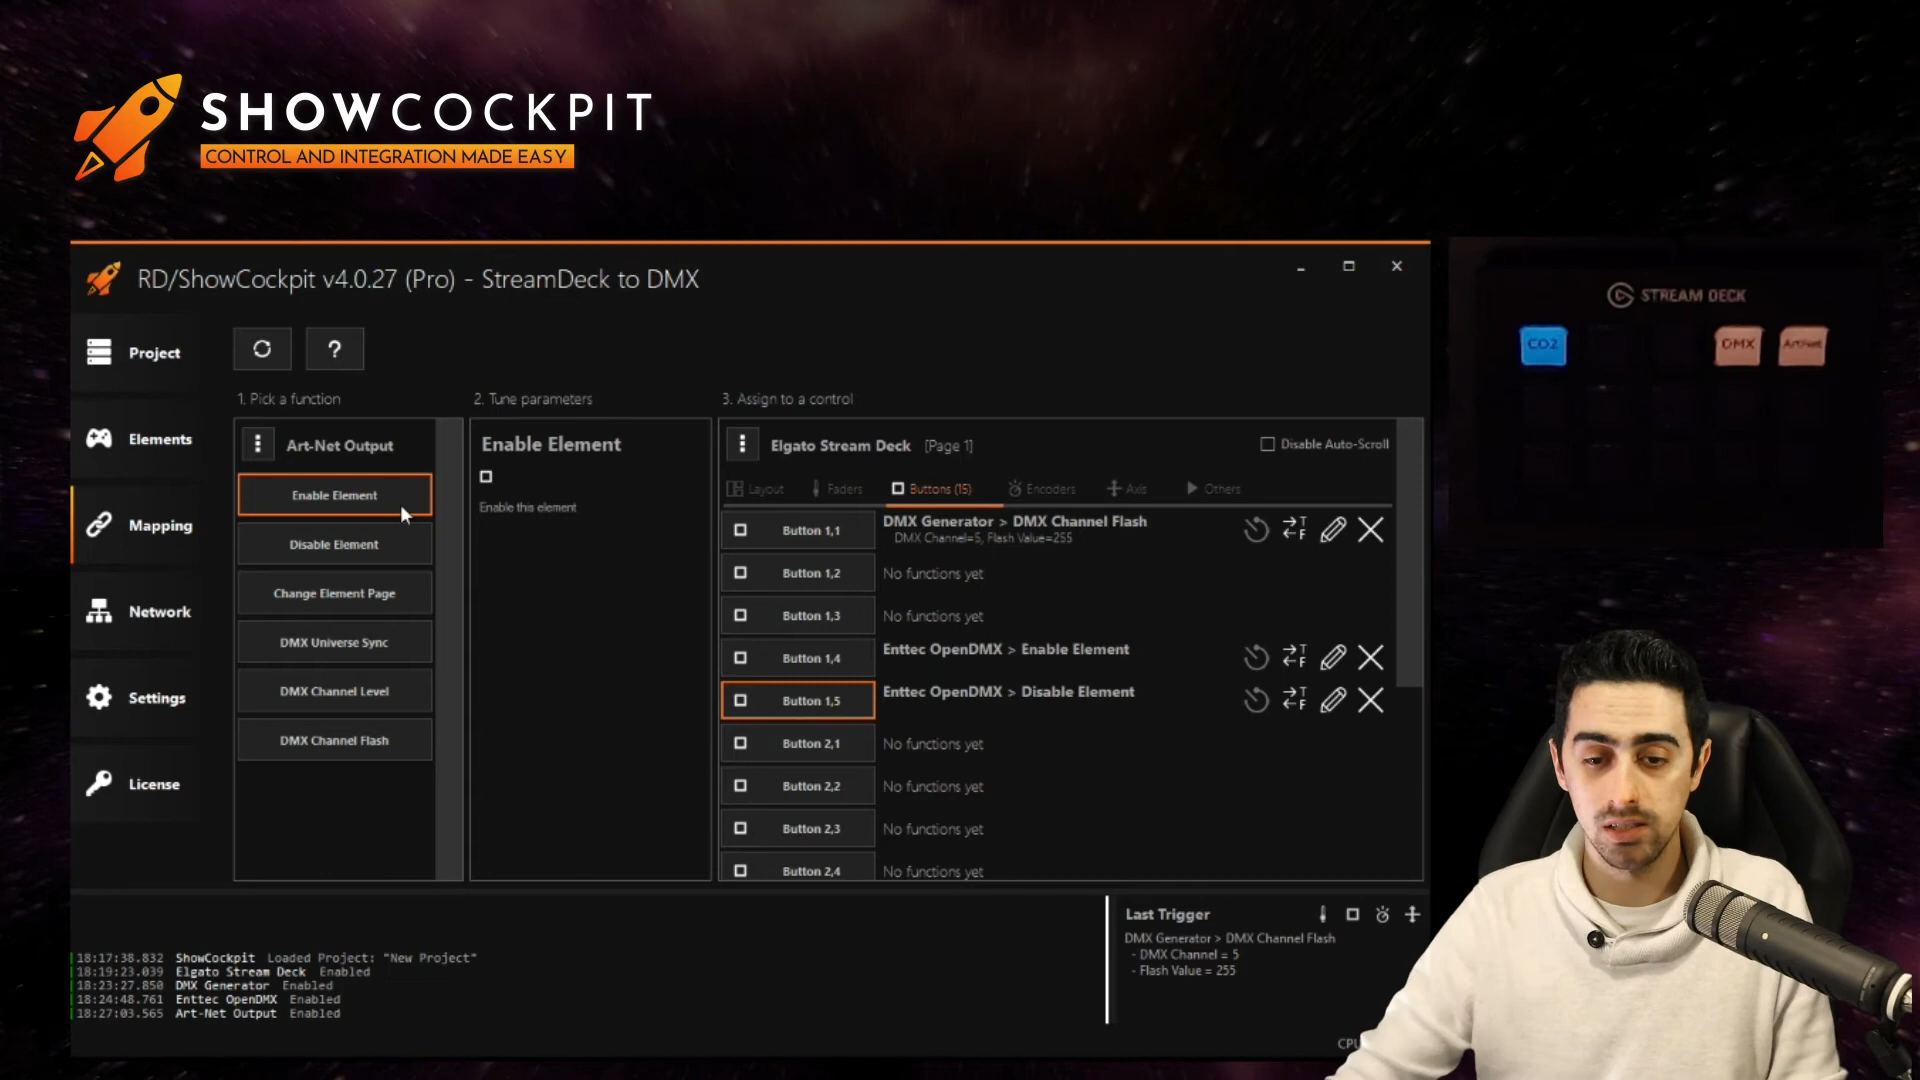 SHOWCOCKPIT
CONTROL AND INTEGRATION MADE EASY
RD/ShowCockpit v4.0.27 (Pro) - StreamDeck to DMX
Project
Elements
Mapping
Network
Settings
License
?
1. Pick a function
2. Tune parameters
3. Assign to a control
Art-Net Output
Enable Element
Disable Element
Change Element Page
DMX Universe Sync
DMX Channel Level
DMX Channel Flash
Enable Element
Enable this element
Elgato Stream Deck [Page 1]
Disable Auto-Scroll
Layout
Faders
Buttons (15)
Encoders
Axis
Others
Button 1,1
DMX Generator > DMX Channel Flash
DMX Channel=5, Flash Value=255
Button 1,2
No functions yet
Button 1,3
No functions yet
Button 1,4
Enttec OpenDMX > Enable Element
Button 1,5
Enttec OpenDMX > Disable Element
Button 2,1
No functions yet
Button 2,2
No functions yet
Button 2,3
No functions yet
Button 2,4
No functions yet
18:17:38.832 ShowCockpit Loaded Project: "New Project"
18:19:23.039 Elgato Stream Deck Enabled
18:23:27.850 DMX Generator Enabled
18:24:48.761 Enttec OpenDMX Enabled
18:27:03.565 Art-Net Output Enabled
Last Trigger
DMX Generator > DMX Channel Flash
- DMX Channel = 5
- Flash Value = 255
CPU
STREAM DECK
CO2
DMX
ArtNet